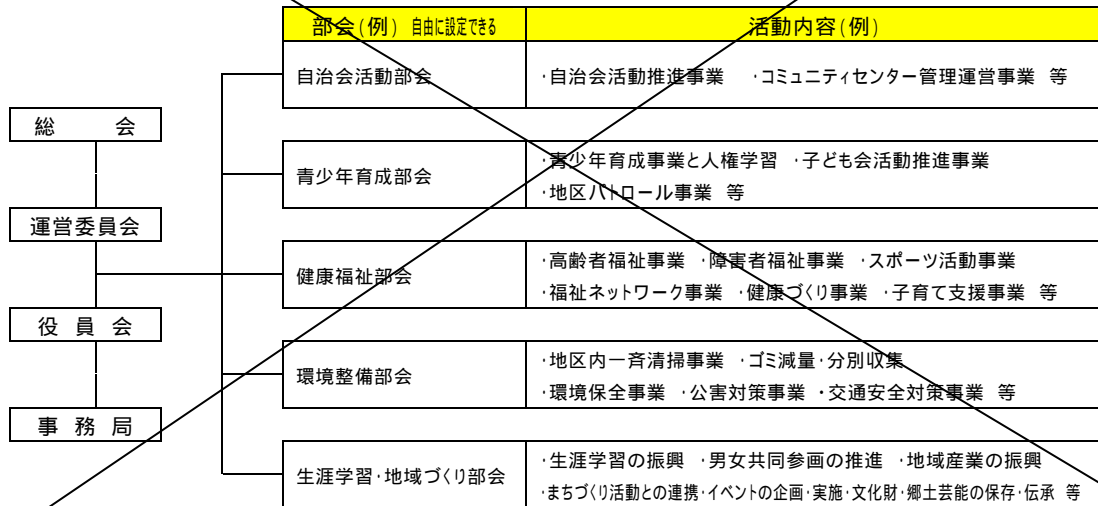 部会(例) 自由に設定できる
活動内容(例)
自治会活動部会
･自治会活動推進事業 ･コミュニティセンター管理運営事業 等
総 会
青少年育成部会
･青少年育成事業と人権学習 ･子ども会活動推進事業
･地区パトロール事業 等
運営委員会
健康福祉部会
･高齢者福祉事業 ･障害者福祉事業 ･スポーツ活動事業
･福祉ネットワーク事業 ･健康づくり事業 ･子育て支援事業 等
役 員 会
環境整備部会
･地区内一斉清掃事業 ･ゴミ減量･分別収集
･環境保全事業 ･公害対策事業 ・交通安全対策事業 等
事 務 局
生涯学習･地域づくり部会
･生涯学習の振興 ･男女共同参画の推進 ･地域産業の振興
･まちづくり活動との連携･イベントの企画･実施･文化財･郷土芸能の保存･伝承 等